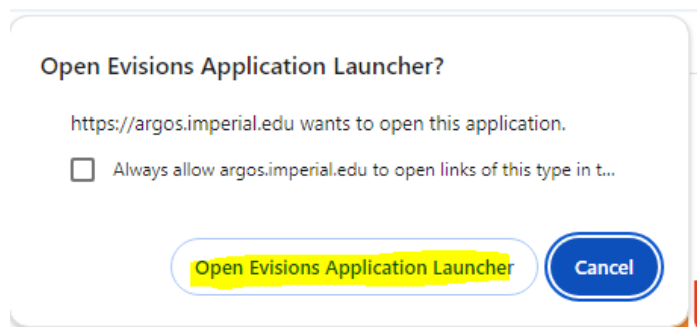 Open Evisions Application Launcher?
https://argos.imperial.edu wants to open this application.
Always allow argos.imperial.edu to open links of this type in t...
Open Evisions Application Launcher
Cancel